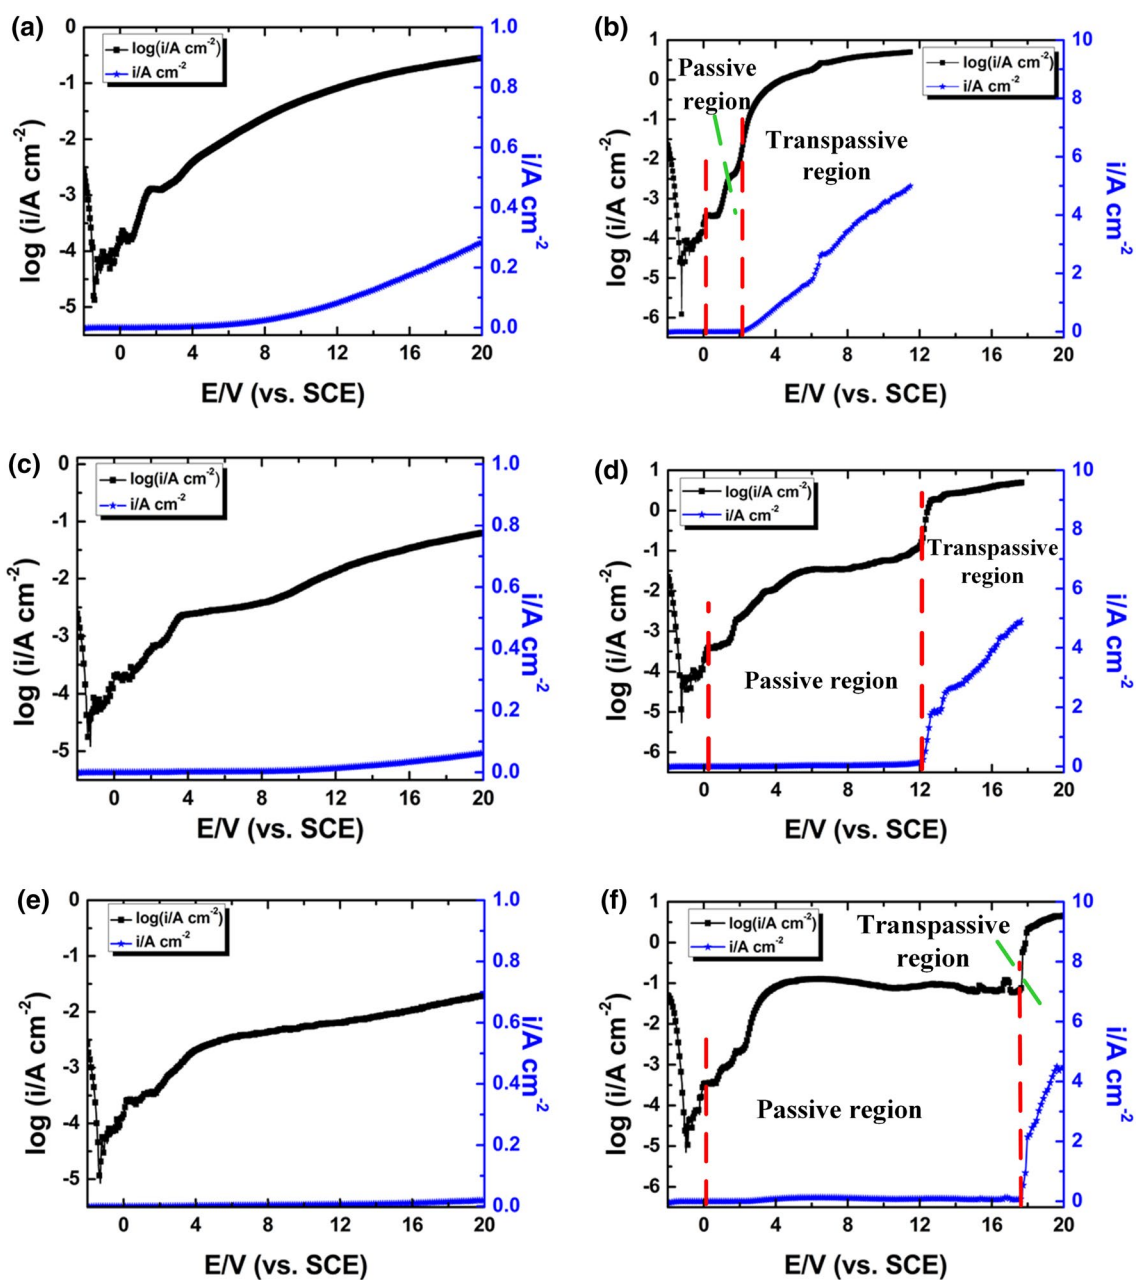 (a)
0
-1
-2
-3
-4
-5
log (i/A cm-2)
log(i/A cm-2)
i/A cm-2
1.0
0.8
0.6
0.4
0.2
0.0
i/A cm-2
0 4 8 12 16 20
E/V (vs. SCE)
(b)
1
0
-1
-2
-3
-4
-5
-6
log (i/A cm-2)
Passive
region
log(i/A cm-2)
i/A cm-2
Transpassive
region
10
8
6
4
2
0
i/A cm-2
0 4 8 12 16 20
E/V (vs. SCE)
(c)
0
-1
-2
-3
-4
-5
log (i/A cm-2)
log(i/A cm-2)
i/A cm-2
1.0
0.8
0.6
0.4
0.2
0.0
i/A cm-2
0 4 8 12 16 20
E/V (vs. SCE)
(d)
1
0
-1
-2
-3
-4
-5
-6
log (i/A cm-2)
log(i/A cm-2)
i/A cm-2
Transpassive
region
Passive region
10
8
6
4
2
0
i/A cm-2
0 4 8 12 16 20
E/V (vs. SCE)
(e)
0
-1
-2
-3
-4
-5
log (i/A cm-2)
log(i/A cm-2)
i/A cm-2
1.0
0.8
0.6
0.4
0.2
0.0
i/A cm-2
0 4 8 12 16 20
E/V (vs. SCE)
(f)
1
0
-1
-2
-3
-4
-5
-6
log (i/A cm-2)
log(i/A cm-2)
i/A cm-2
Transpassive
region
Passive region
10
8
6
4
2
0
i/A cm-2
0 4 8 12 16 20
E/V (vs. SCE)